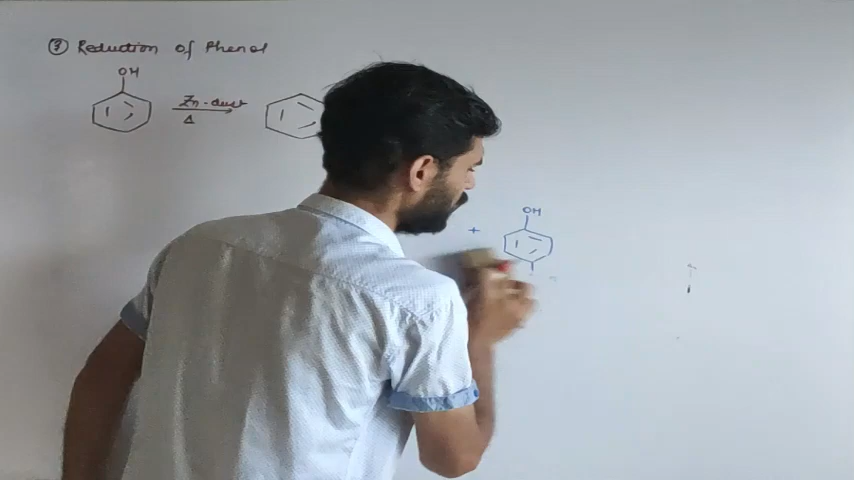 ③ Reduction of Phenol
OH
Zn-dust
Δ
OH
+